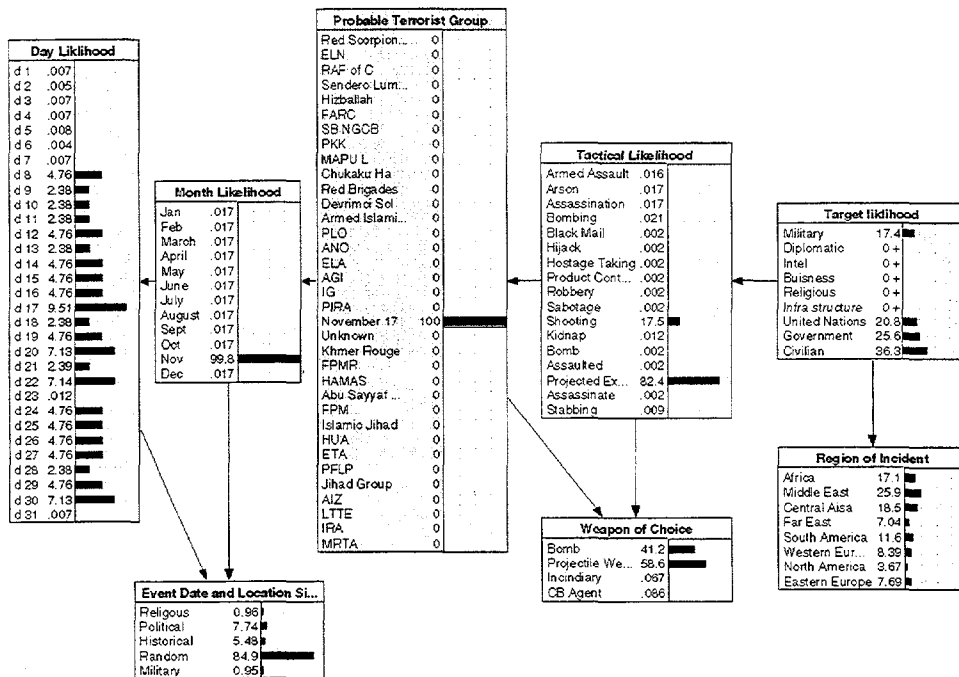 Day Liklihood
d 1 .007
d 2 .005
d 3 .007
d 4 .007
d 5 .008
d 6 .004
d 7 .007
d 8 4.76
d 9 2.38
d 10 2.38
d 11 2.38
d 12 4.76
d 13 2.38
d 14 4.76
d 15 4.76
d 16 4.76
d 17 9.51
d 18 2.38
d 19 4.76
d 20 7.13
d 21 2.39
d 22 7.14
d 23 .012
d 24 4.76
d 25 4.76
d 26 4.76
d 27 4.76
d 28 2.38
d 29 4.76
d 30 7.13
d 31 .007
Month Likelihood
Jan .017
Feb .017
March .017
April .017
May .017
June .017
July .017
August .017
Sept .017
Oct .017
Nov 99.8
Dec .017
Probable Terrorist Group
Red Scorpion... 0
ELN 0
RAF of C 0
Sendero Lum... 0
Hizballah 0
FARC 0
SB NGCB 0
PKK 0
MAPU L 0
Chukaku Ha 0
Red Brigades 0
Devrimci Sol 0
Armed Islami... 0
PLO 0
ANO 0
ELA 0
AGI 0
IG 0
PIRA 0
November 17 100
Unknown 0
Khmer Rouge 0
FPMR 0
HAMAS 0
Abu Sayyaf ... 0
FPM 0
Islamic Jihad 0
HUA 0
ETA 0
PFLP 0
Jihad Group 0
AIZ 0
LTTE 0
IRA 0
MRTA 0
Tactical Likelihood
Armed Assault .016
Arson .017
Assassination .017
Bombing .021
Black Mail .002
Hijack .002
Hostage Taking .002
Product Cont... .002
Robbery .002
Sabotage .002
Shooting 17.5
Kidnap .012
Bomb .002
Assaulted .002
Projected Ex... 82.4
Assassinate .002
Stabbing .009
Target liklihood
Military 17.4
Diplomatic 0 +
Intel 0 +
Buisness 0 +
Religious 0 +
Infra structure 0 +
United Nations 20.8
Government 25.6
Civilian 36.3
Region of Incident
Africa 17.1
Middle East 25.9
Central Aisa 18.5
Far East 7.04
South America 11.6
Western Eur... 8.39
North America 3.67
Eastern Europe 7.69
Weapon of Choice
Bomb 41.2
Projectile We... 58.6
Incindiary .067
CB Agent .086
Event Date and Location Si...
Religous 0.96
Political 7.74
Historical 5.48
Random 84.9
Military 0.95